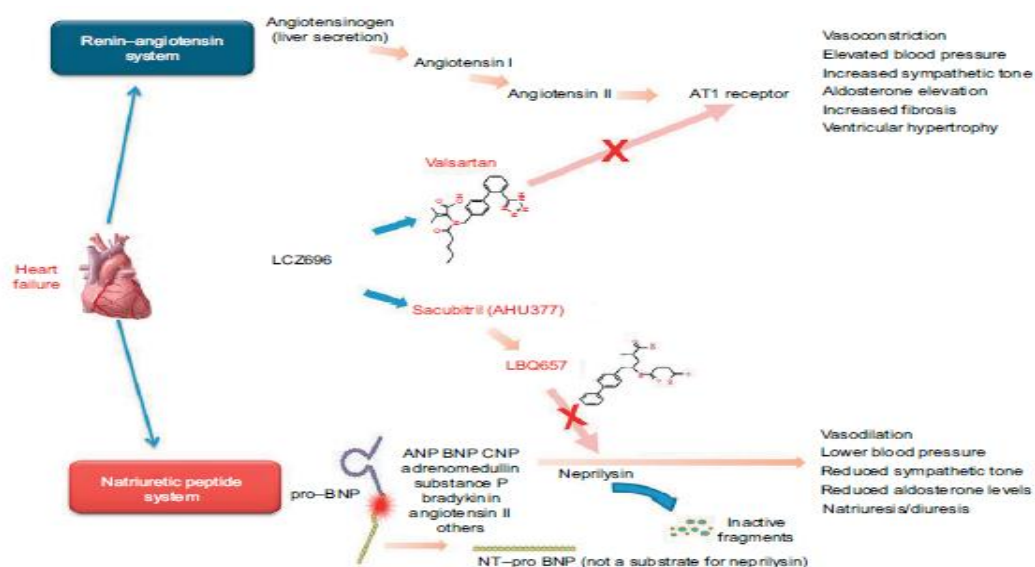 Renin–angiotensin
system
Angiotensinogen
(liver secretion)
Angiotensin I
Angiotensin II
AT1 receptor
Vasoconstriction
Elevated blood pressure
Increased sympathetic tone
Aldosterone elevation
Increased fibrosis
Ventricular hypertrophy
X
Valsartan
Heart
failure
LCZ696
Sacubitril (AHU377)
LBQ657
X
Natriuretic peptide
system
pro–BNP
ANP BNP CNP
adrenomedullin
substance P
bradykinin
angiotensin II
others
Neprilysin
Vasodilation
Lower blood pressure
Reduced sympathetic tone
Reduced aldosterone levels
Natriuresis/diuresis
Inactive
fragments
NT–pro BNP (not a substrate for neprilysin)